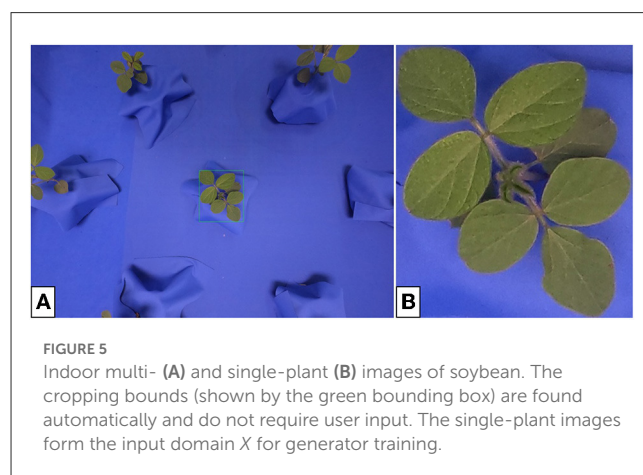 A
B
FIGURE 5
Indoor multi- (A) and single-plant (B) images of soybean. The
cropping bounds (shown by the green bounding box) are found
automatically and do not require user input. The single-plant images
form the input domain X for generator training.